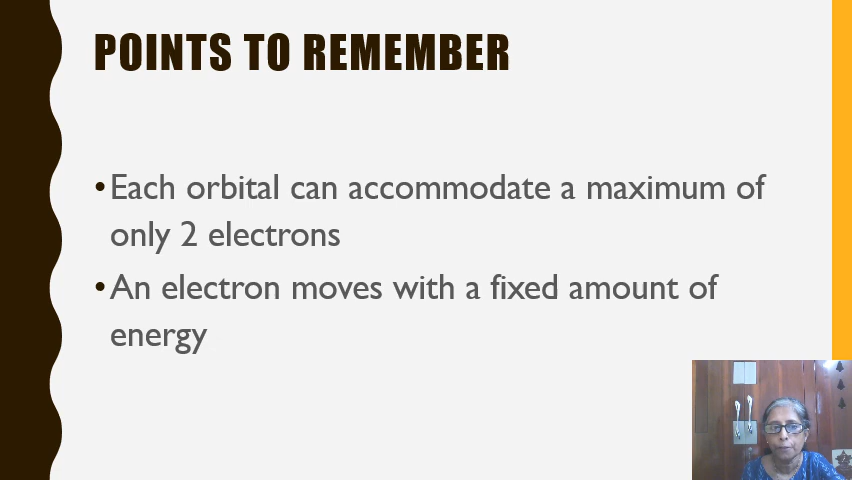 POINTS TO REMEMBER
•Each orbital can accommodate a maximum of
only 2 electrons
•An electron moves with a fixed amount of
energy